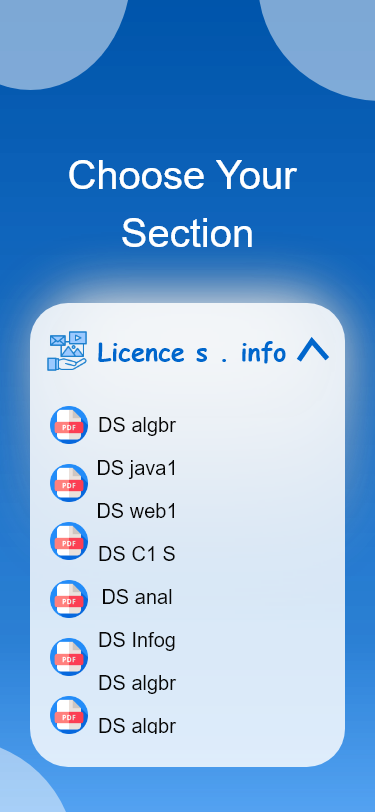 Choose Your
Section
Licence s . info
DS algbr
PDF
DS java1
PDF
DS web1
DS C1 S
PDF
DS anal
PDF
DS Infog
PDF
DS algbr
DS algbr
PDF